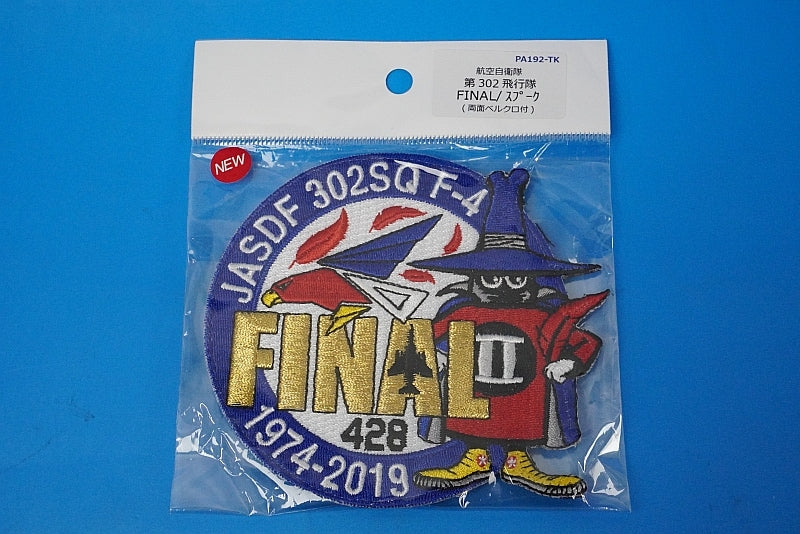 PA192-TK
航空自衛隊
第302飛行隊
FINAL/ｽﾌﾟｰｸ
(両面ベルクロ付)
NEW
JASDF 302SQ F-4
FINAL
II
428
1974-2019